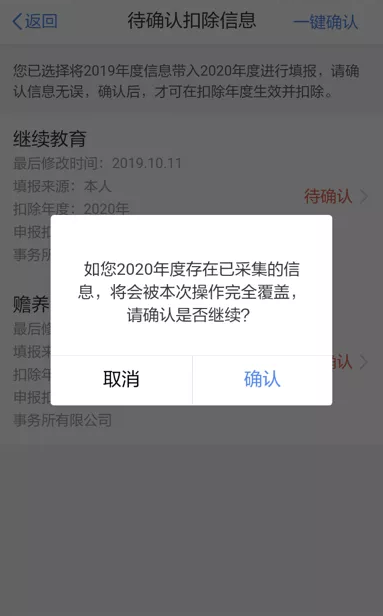 返回
待确认扣除信息
一键确认
您已选择将2019年度信息带入2020年度进行填报，请确
认信息无误，确认后，才可在扣除年度生效并扣除。
继续教育
最后修改时间：2019.10.11
填报来源：本人
待确认
扣除年度：2020年
申报扣
事务所
如您2020年度存在已采集的信
息，将会被本次操作完全覆盖，
请确认是否继续?
取消
确认
赡养
最后修
填报来
确认
扣除年
申报扣
事务所有限公司